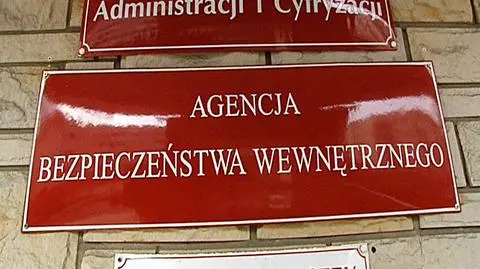 Administracji i Cyfryzacji
AGENCJA
BEZPIECZEŃSTWA WEWNĘTRZNEGO